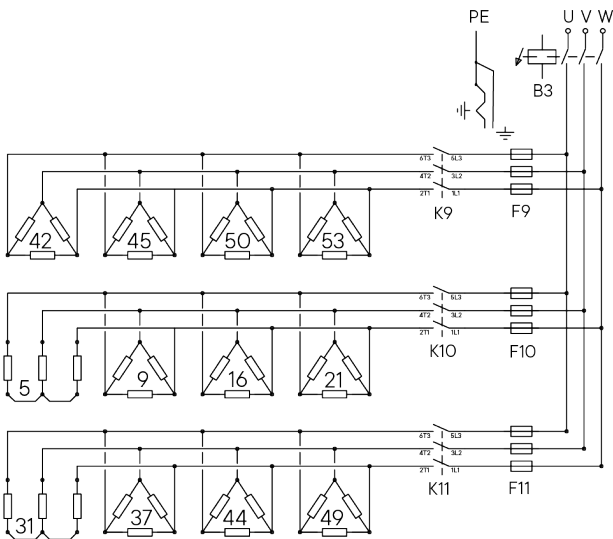 PE
U V W
B3
6T3 5L3
4T2 3L2
2T1 1L1
K9 F9
42 45 50 53
6T3 5L3
4T2 3L2
2T1 1L1
K10 F10
5 9 16 21
6T3 5L3
4T2 3L2
2T1 1L1
K11 F11
31 37 44 49